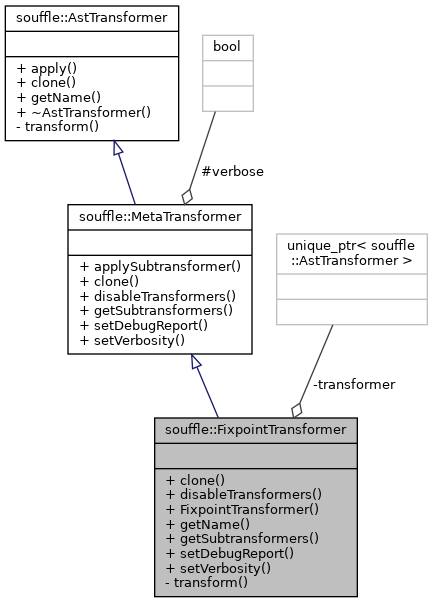 souffle::AstTransformer
+ apply()
+ clone()
+ getName()
+ ~AstTransformer()
- transform()
bool
#verbose
souffle::MetaTransformer
+ applySubtransformer()
+ clone()
+ disableTransformers()
+ getSubtransformers()
+ setDebugReport()
+ setVerbosity()
unique_ptr< souffle
::AstTransformer >
-transformer
souffle::FixpointTransformer
+ clone()
+ disableTransformers()
+ FixpointTransformer()
+ getName()
+ getSubtransformers()
+ setDebugReport()
+ setVerbosity()
- transform()